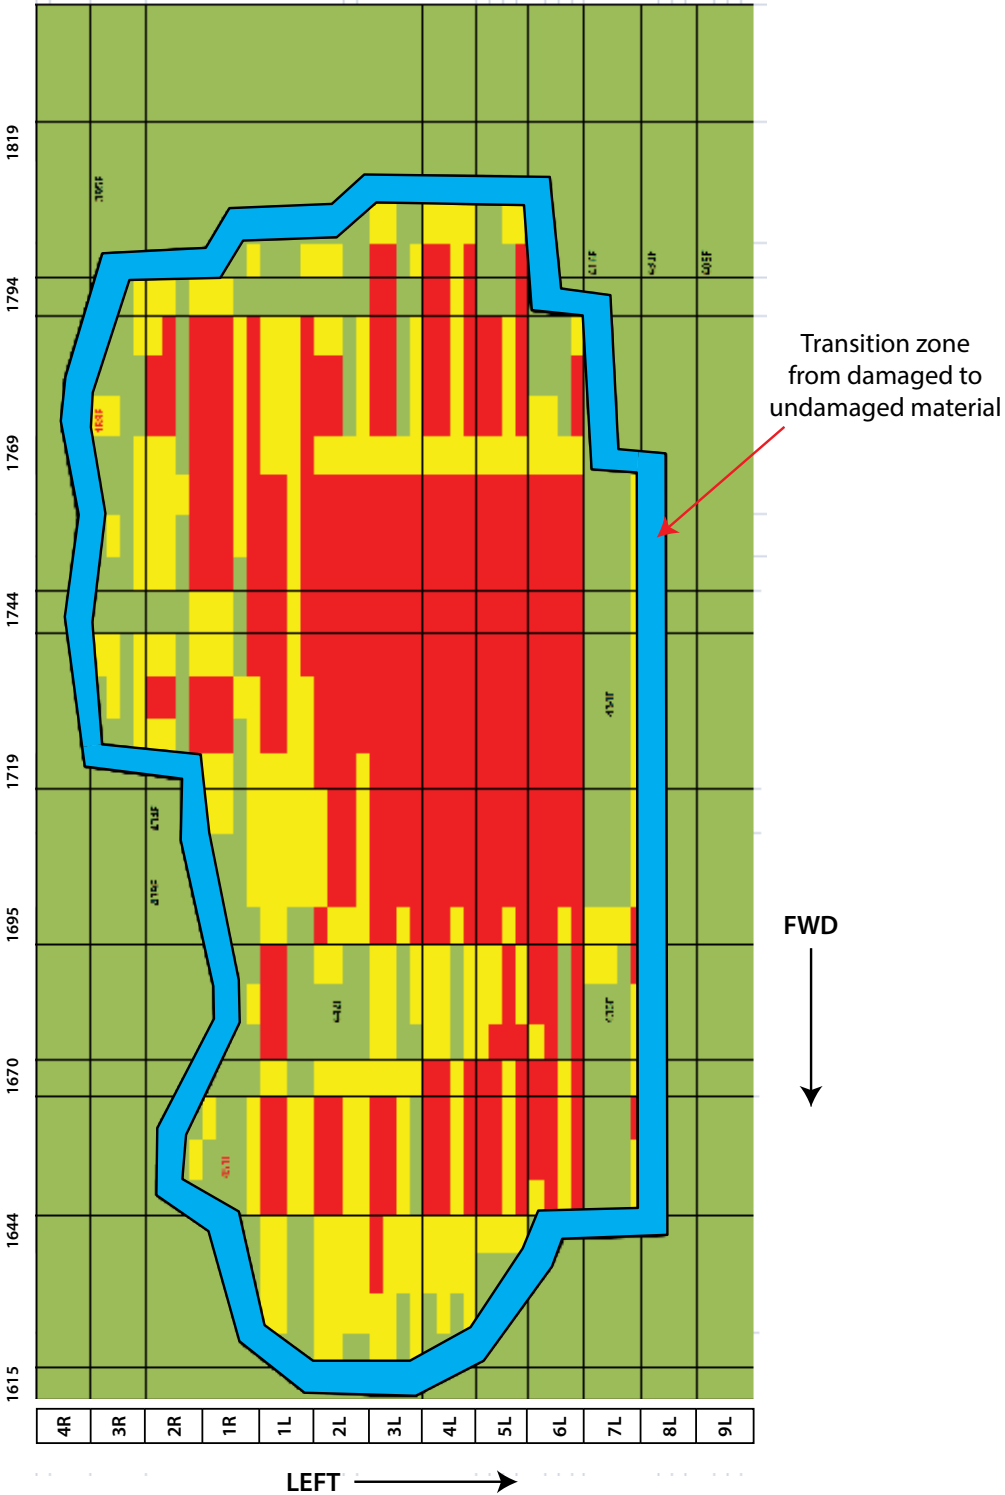 1819
1794
Transition zone
from damaged to
undamaged material
1769
1744
1719
1695
FWD
1670
1644
1615
4R 3R 2R 1R 1L 2L 3L 4L 5L 6L 7L 8L 9L
LEFT